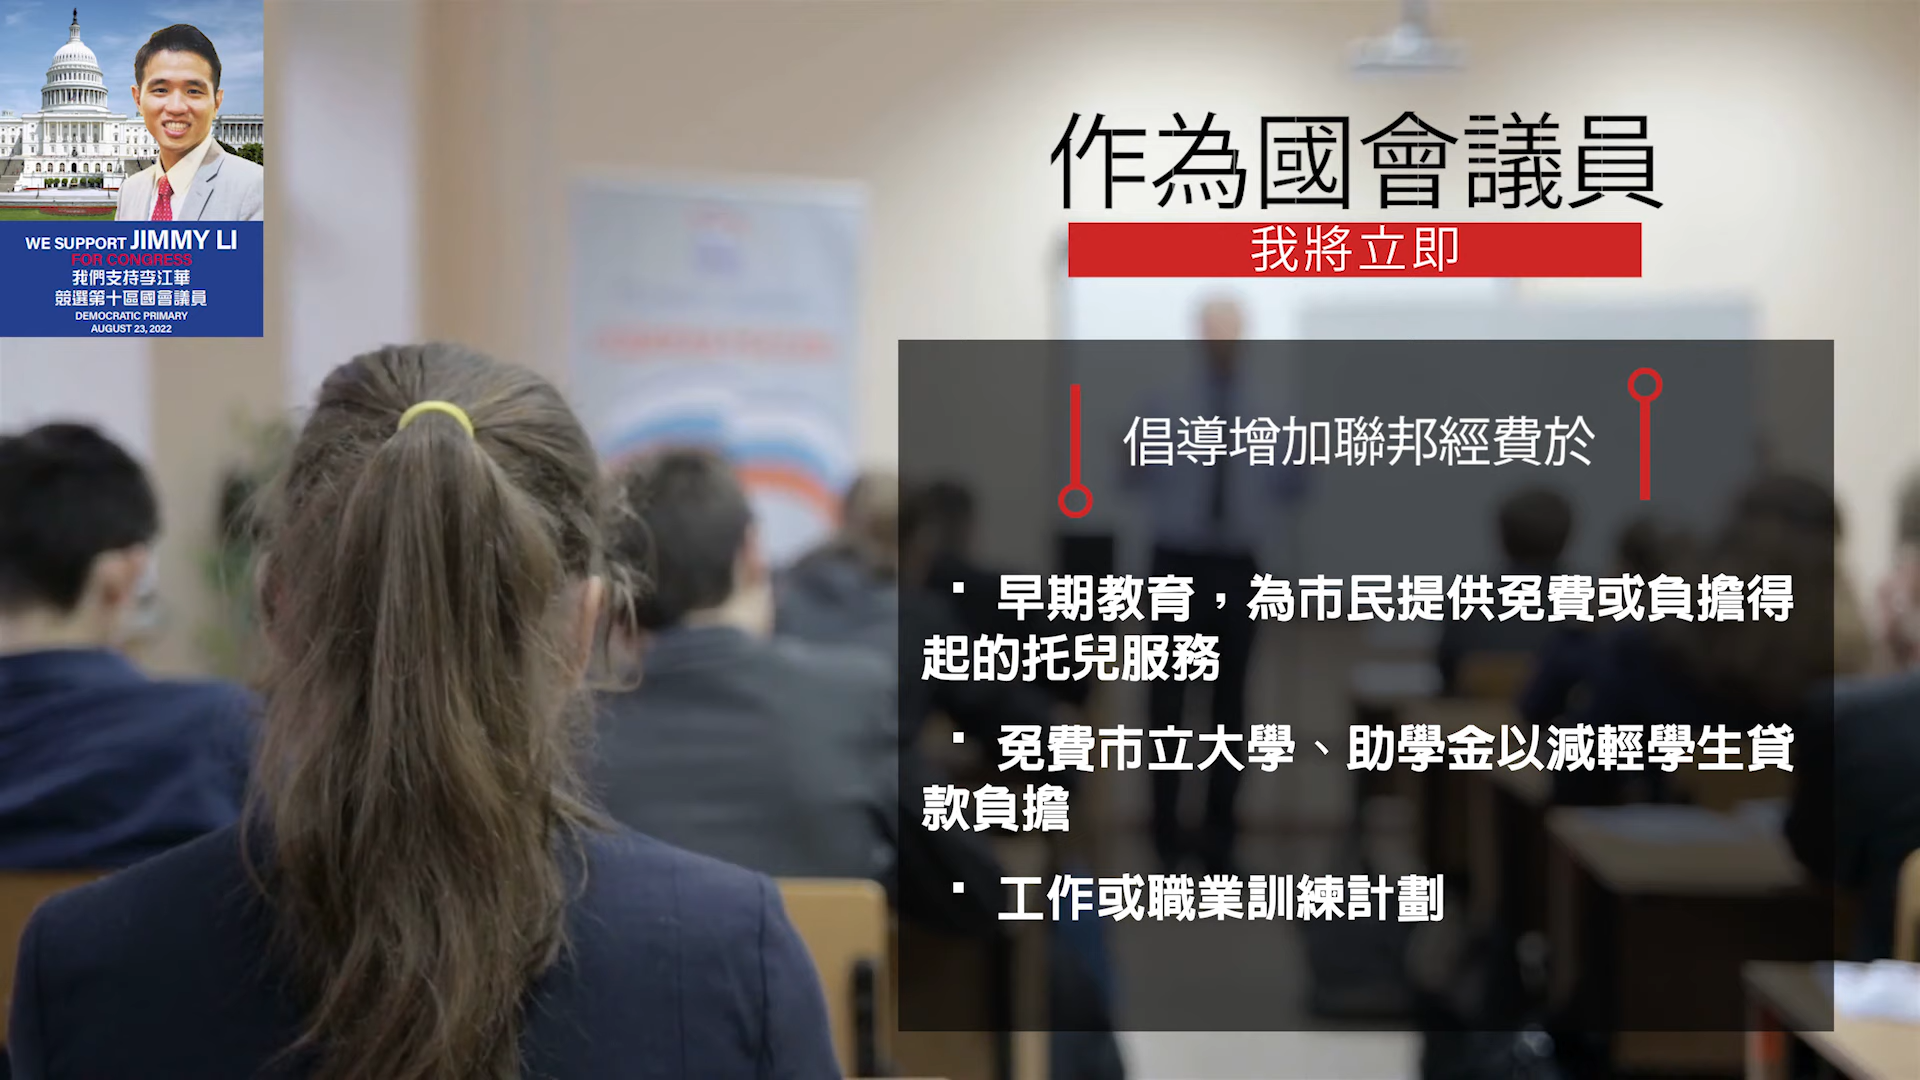 WE SUPPORT JIMMY LI
FOR CONGRESS
我們支持李江華
競選第十區國會議員
DEMOCRATIC PRIMARY
AUGUST 23, 2022
作為國會議員
我將立即
倡導增加聯邦經費於
▪ 早期教育，為市民提供免費或負擔得
起的托兒服務
▪ 免費市立大學、助學金以減輕學生貸
款負擔
▪ 工作或職業訓練計劃